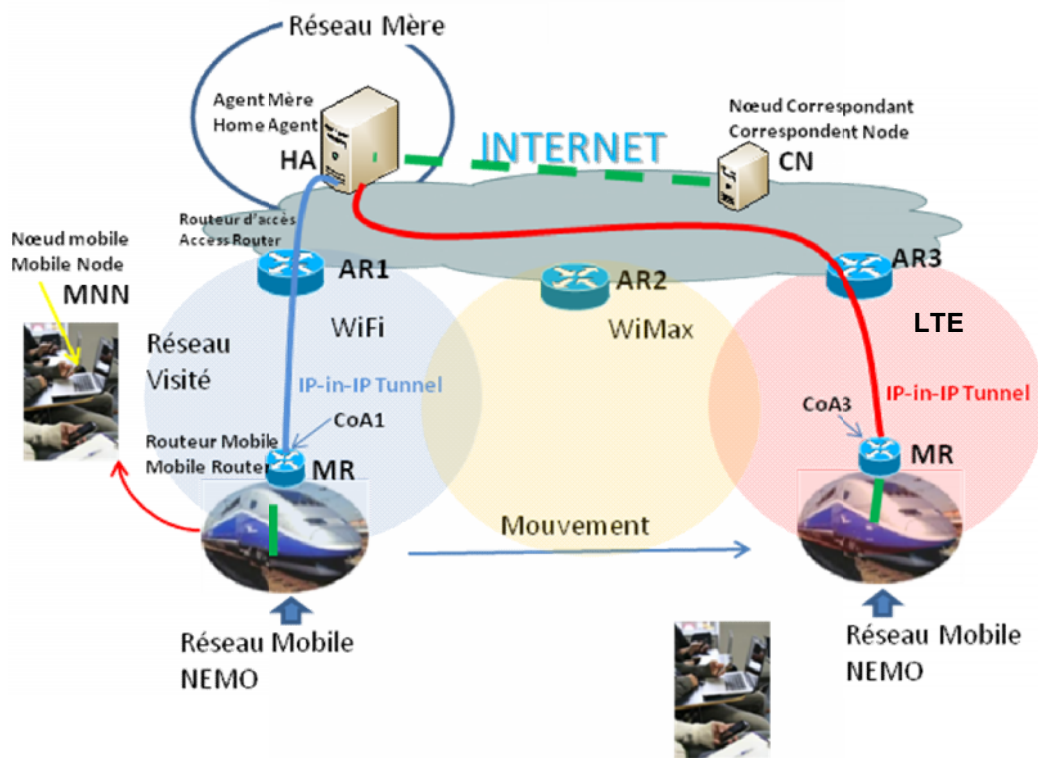 Réseau Mère
Agent Mère
Home Agent
HA
INTERNET
Nœud Correspondant
Correspondent Node
CN
Routeur d'accès
Access Router
Nœud mobile
Mobile Node
MNN
AR1
AR2
AR3
WiFi
WiMax
LTE
Réseau
Visité
IP-in-IP Tunnel
CoA1
IP-in-IP Tunnel
CoA3
Routeur Mobile
Mobile Router
MR
MR
Mouvement
Réseau Mobile
NEMO
Réseau Mobile
NEMO